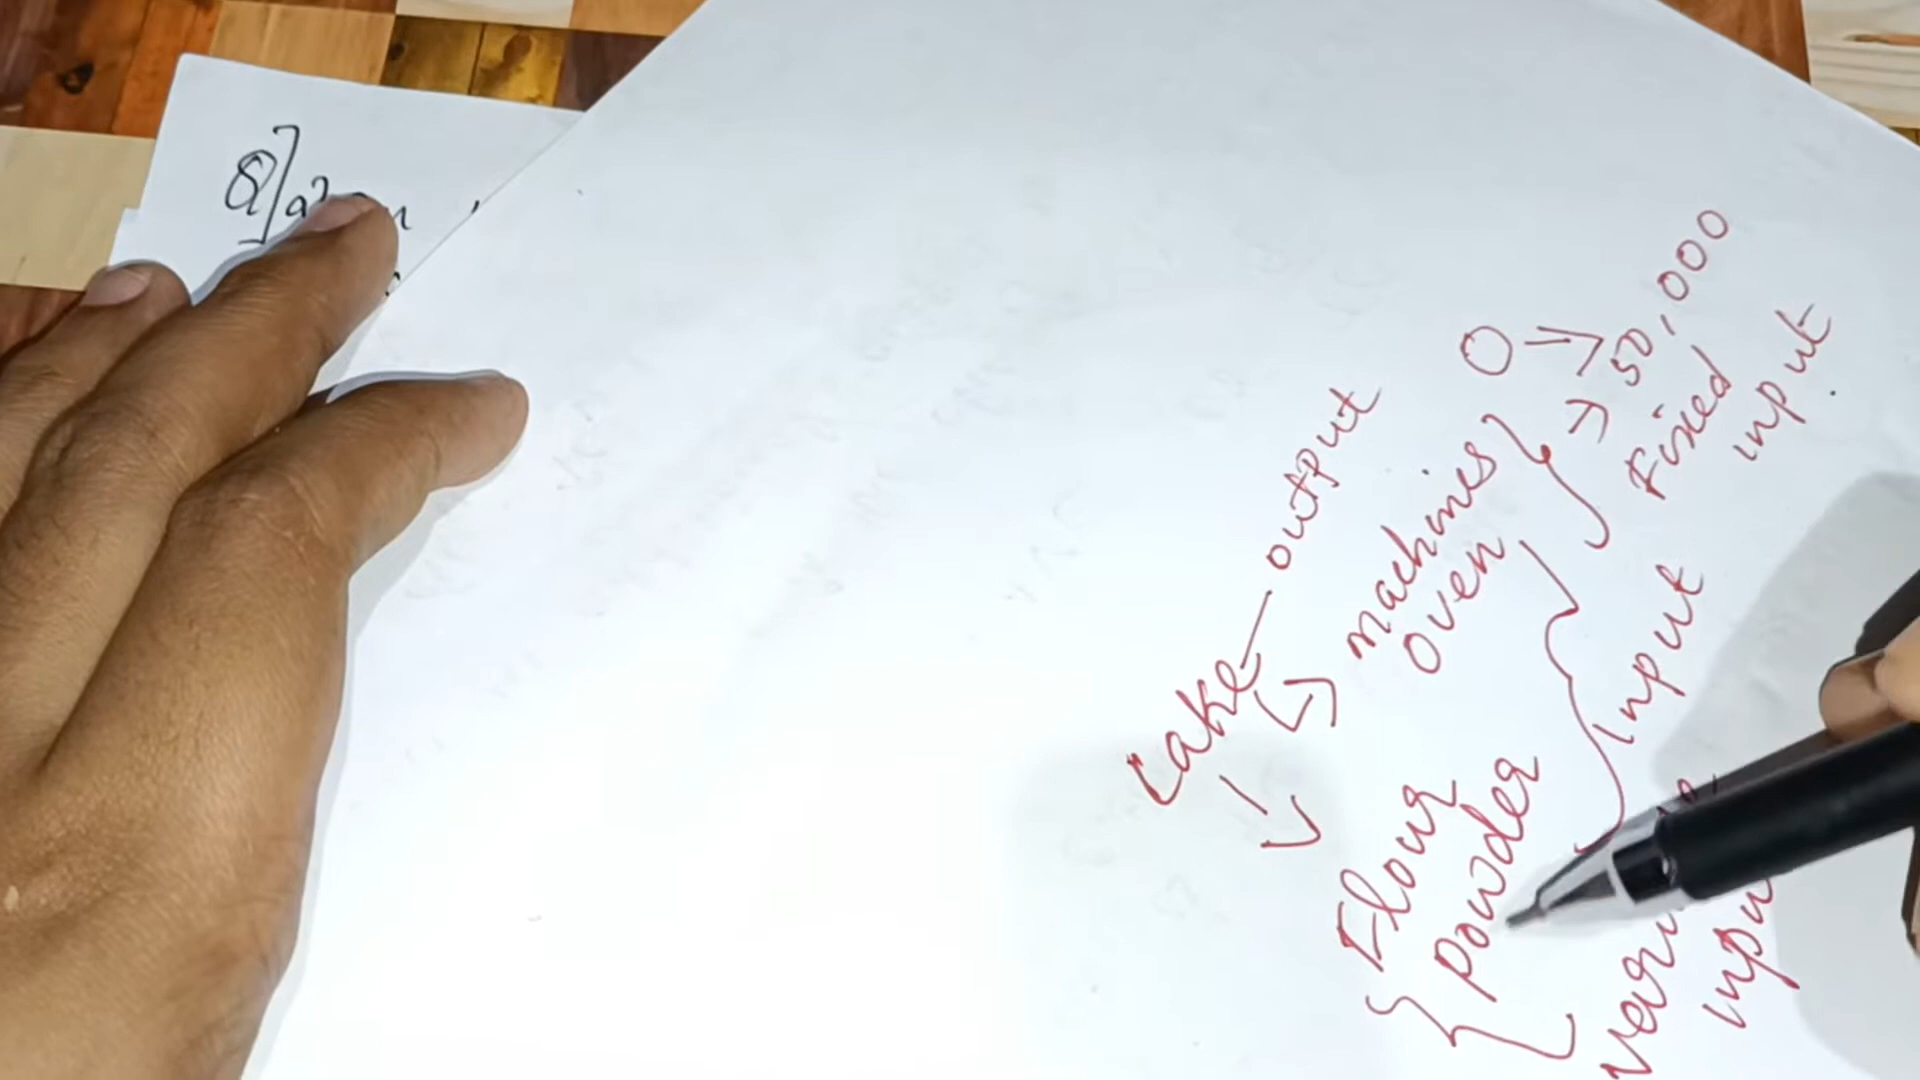 Cake - output
machines
oven
O → 50,000
Fixed
input
Flour
Powder
input